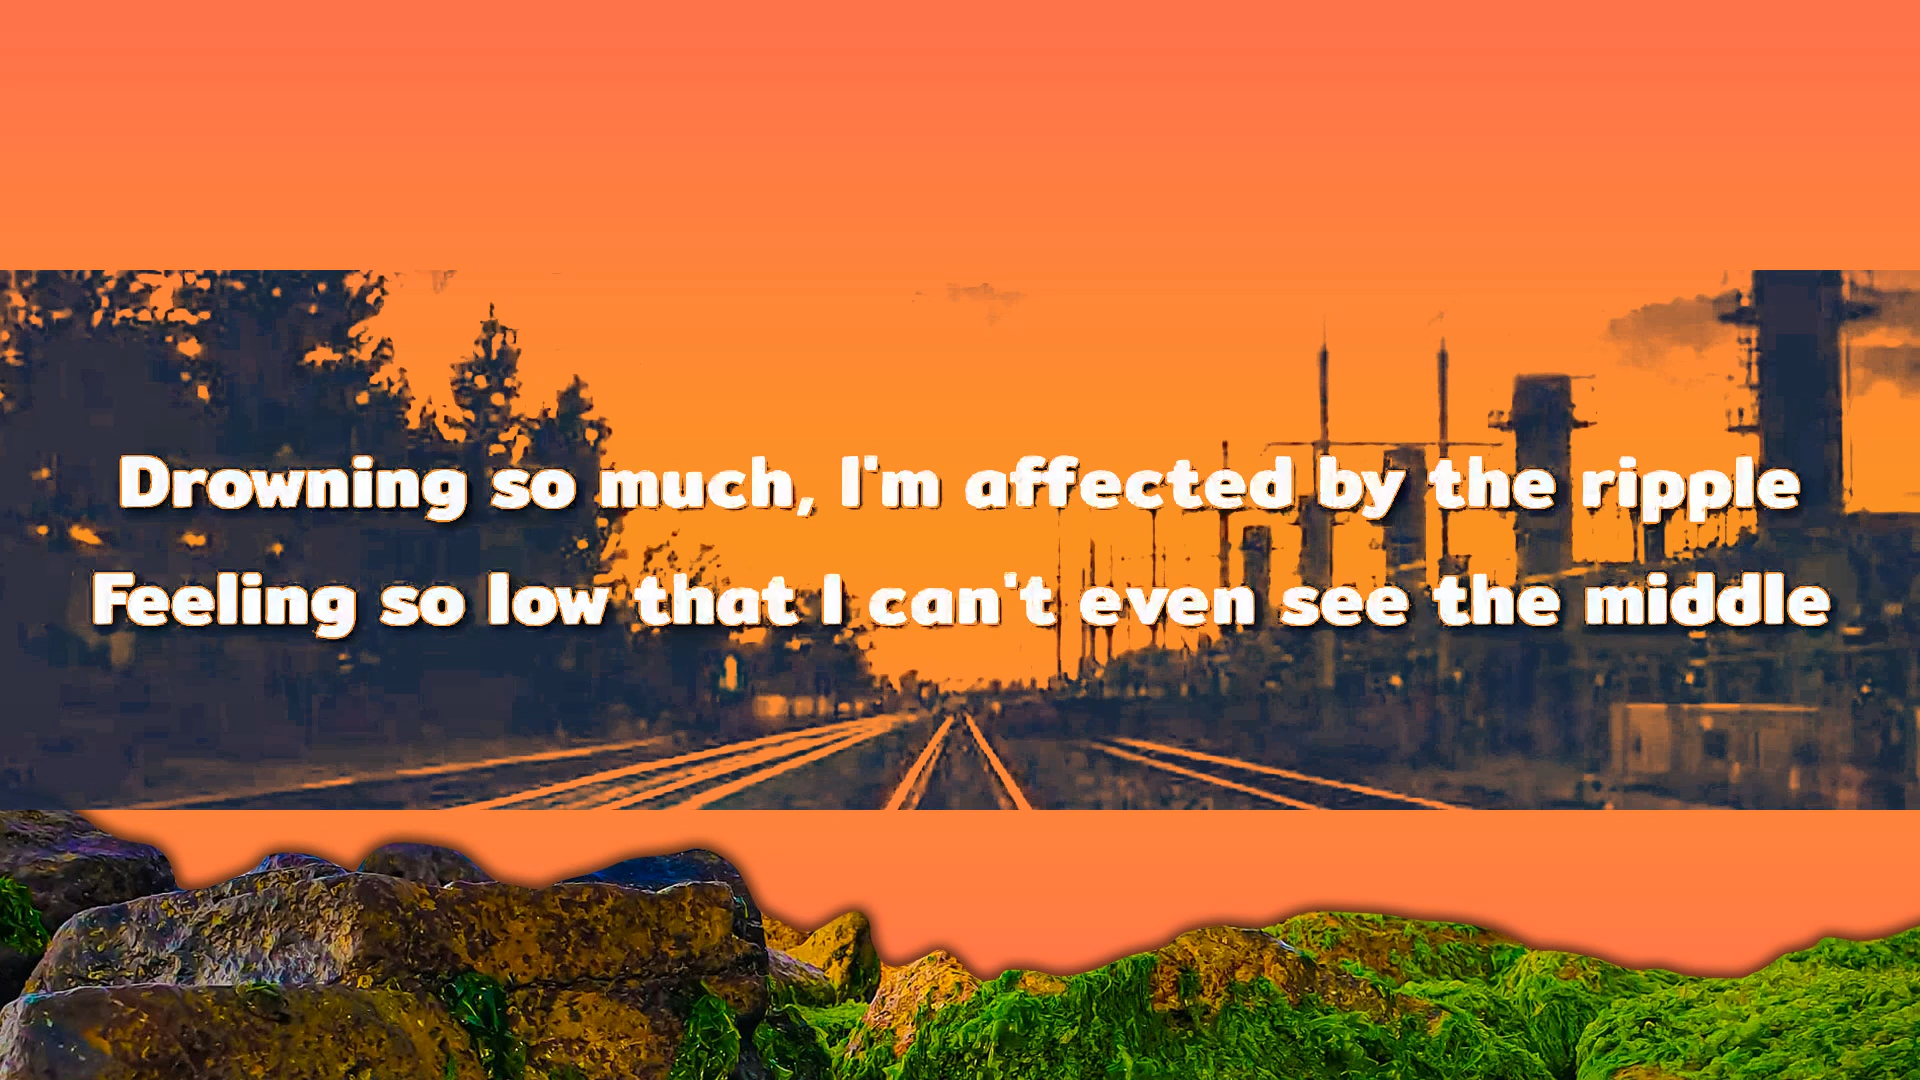 Drowning so much, I'm affected by the ripple
Feeling so low that I can't even see the middle